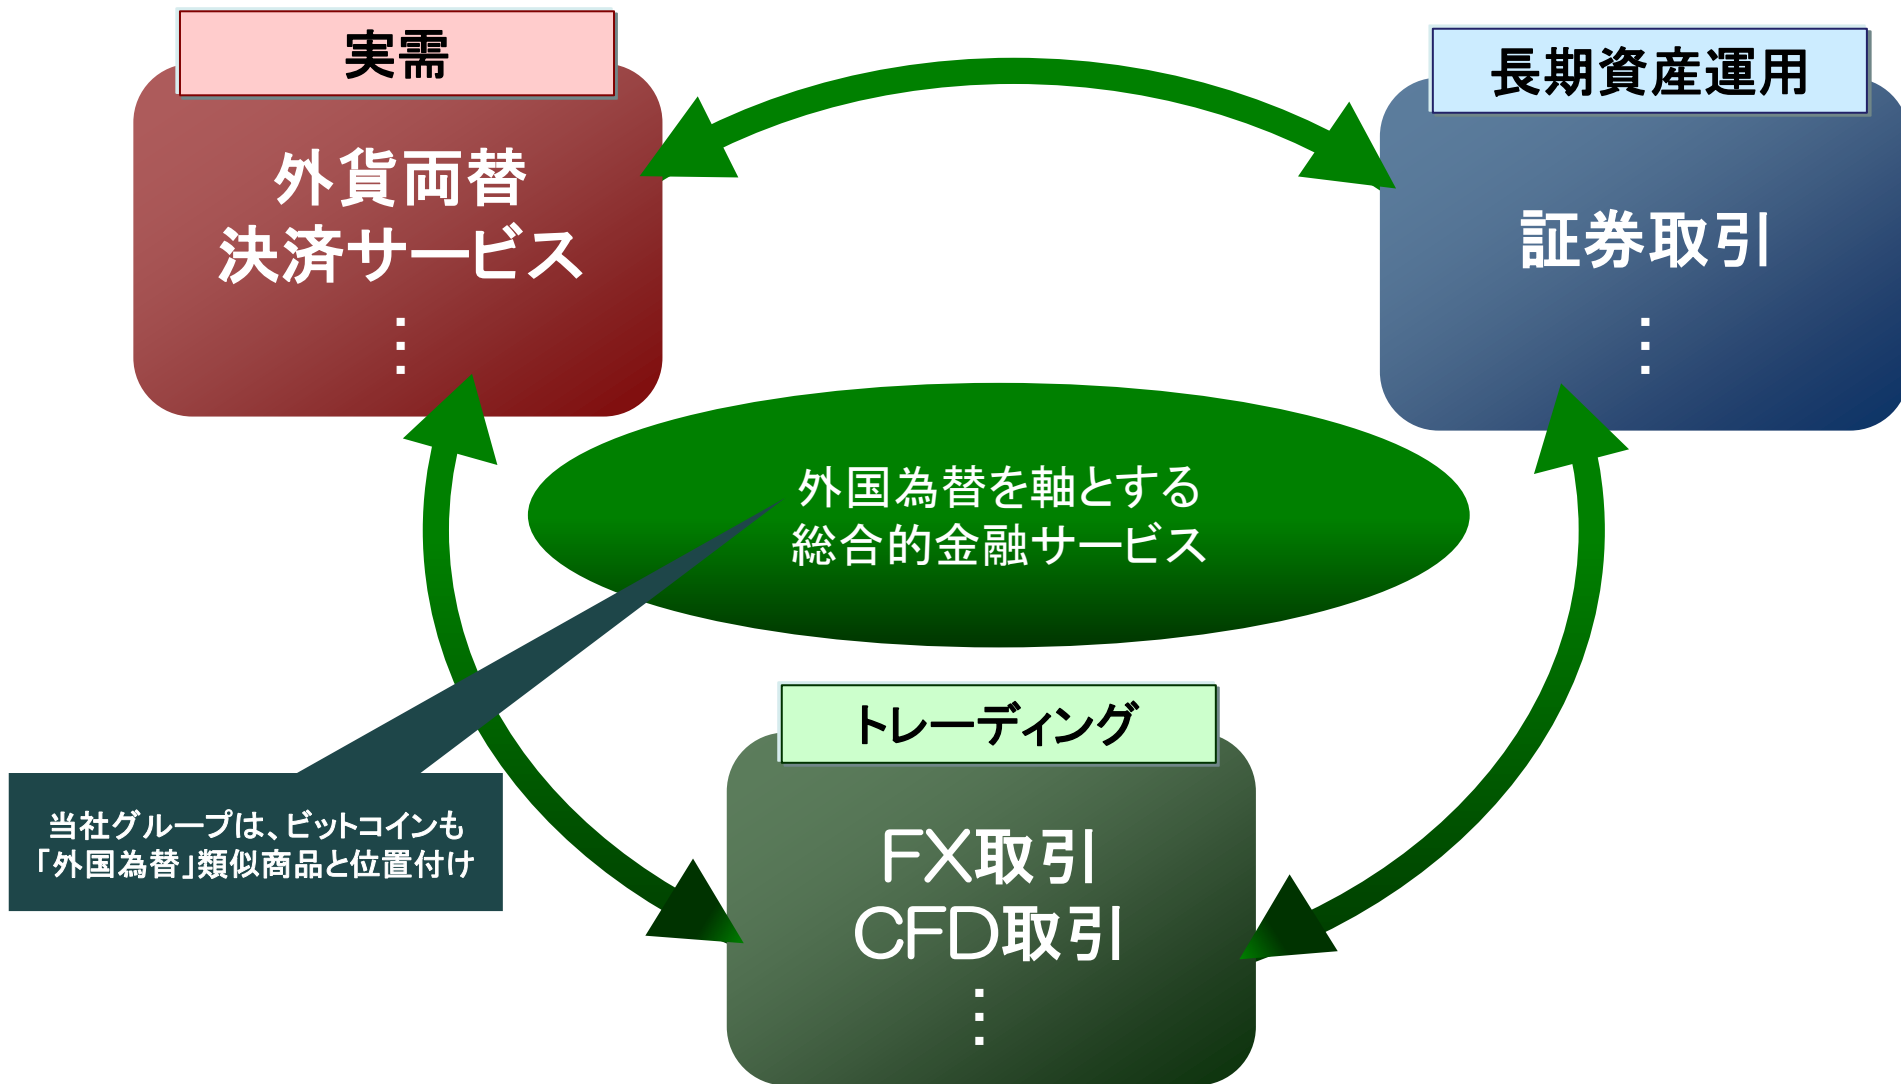 実需
外貨両替
決済サービス
⋮
長期資産運用
証券取引
⋮
外国為替を軸とする
総合的金融サービス
当社グループは、ビットコインも
「外国為替」類似商品と位置付け
トレーディング
FX取引
CFD取引
⋮